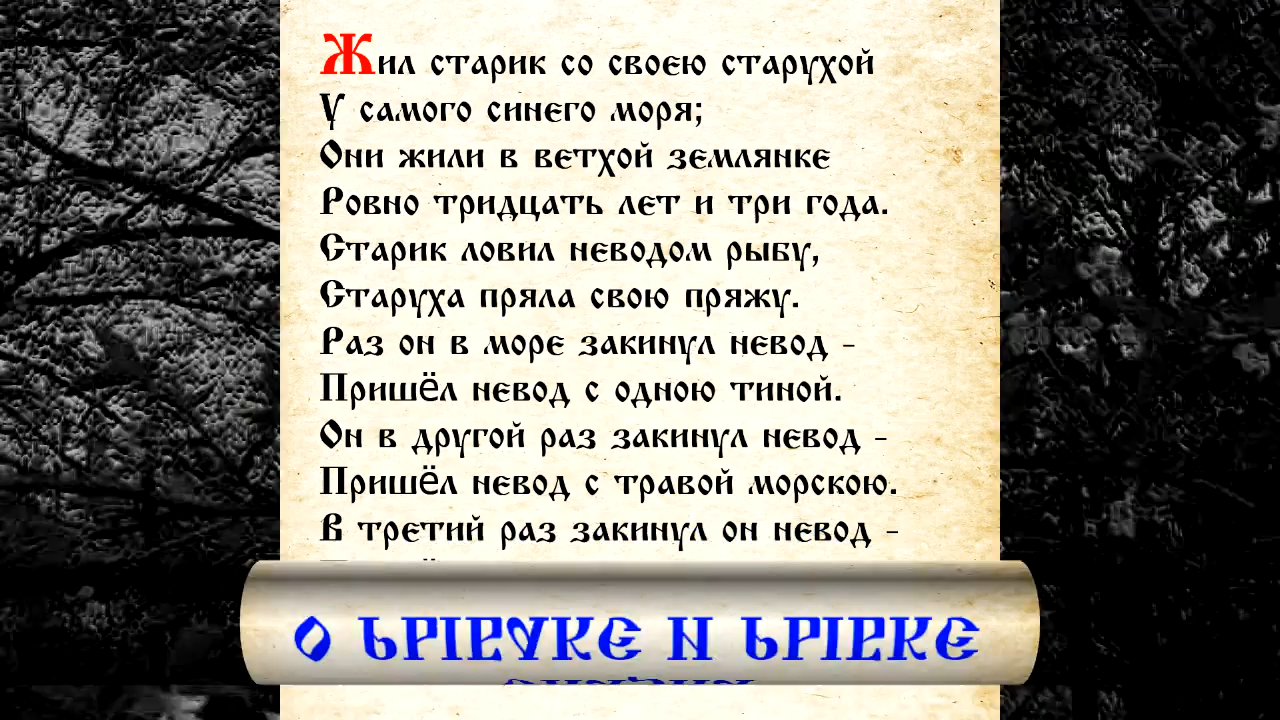 Жил старик со своею старухой
У самого синего моря;
Они жили в ветхой землянке
Ровно тридцать лет и три года.
Старик ловил неводом рыбу,
Старуха пряла свою пряжу.
Раз он в море закинул невод -
Пришёл невод с одною тиной.
Он в другой раз закинул невод -
Пришёл невод с травой морскою.
В третий раз закинул он невод -
О РЫБАКЕ И РЫБКЕ